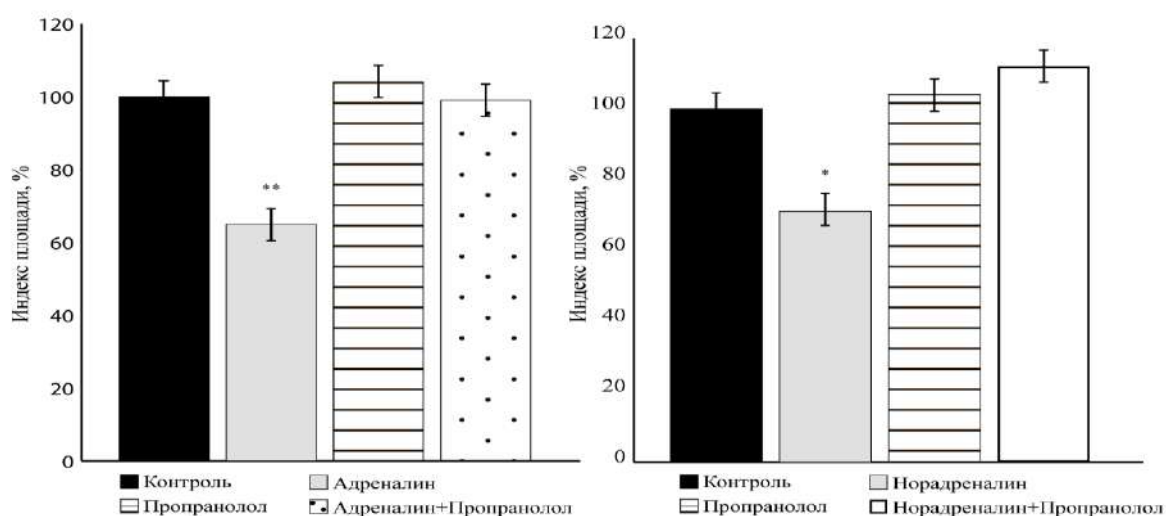 120
100
80
60
40
20
0
Индекс площади, %
**
Контроль
Адреналин
Пропранолол
Адреналин+Пропранолол
120
100
80
60
40
20
0
Индекс площади, %
*
Контроль
Норадреналин
Пропранолол
Норадреналин+Пропранолол